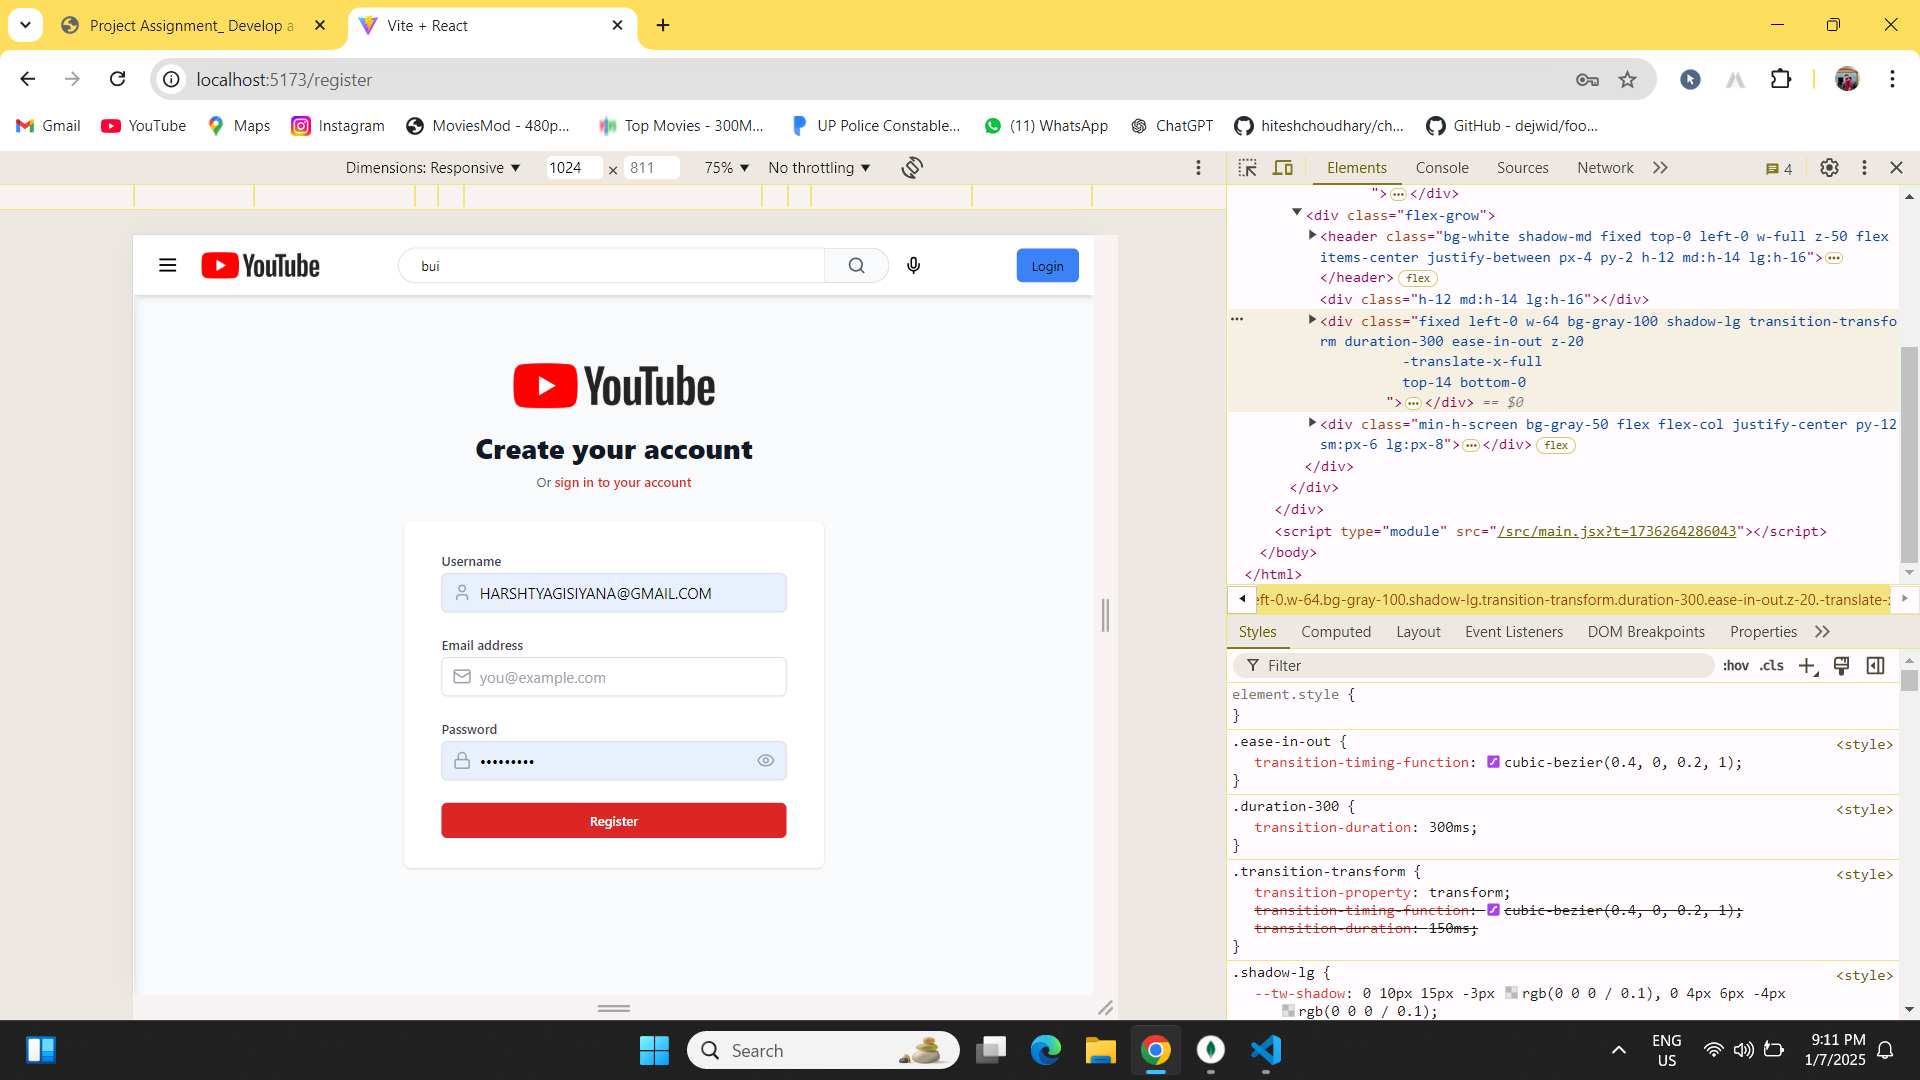 Project Assignment_ Develop a
Vite + React
localhost:5173/register
Gmail
YouTube
Maps
Instagram
MoviesMod - 480p...
Top Movies - 300M...
UP Police Constable...
(11) WhatsApp
ChatGPT
hiteshchoudhary/ch...
GitHub - dejwid/foo...
Dimensions: Responsive
1024 × 811
75%
No throttling
YouTube
bui
Login
YouTube
Create your account
Or sign in to your account
Username
HARSHTYAGISIYANA@GMAIL.COM
Email address
you@example.com
Password
•••••••••
Register
Elements
Console
Sources
Network
4
">…</div>
<div class="flex-grow">
<header class="bg-white shadow-md fixed top-0 left-0 w-full z-50 flex
items-center justify-between px-4 py-2 h-12 md:h-14 lg:h-16">…
</header> flex
<div class="h-12 md:h-14 lg:h-16"></div>
<div class="fixed left-0 w-64 bg-gray-100 shadow-lg transition-transfo
rm duration-300 ease-in-out z-20
-translate-x-full
top-14 bottom-0
">…</div> == $0
<div class="min-h-screen bg-gray-50 flex flex-col justify-center py-12
sm:px-6 lg:px-8">…</div> flex
</div>
</div>
</div>
<script type="module" src="/src/main.jsx?t=1736264286043"></script>
</body>
</html>
eft-0.w-64.bg-gray-100.shadow-lg.transition-transform.duration-300.ease-in-out.z-20.-translate-
Styles
Computed
Layout
Event Listeners
DOM Breakpoints
Properties
Filter
:hov
.cls
element.style {
}
.ease-in-out {
<style>
transition-timing-function: cubic-bezier(0.4, 0, 0.2, 1);
}
.duration-300 {
<style>
transition-duration: 300ms;
}
.transition-transform {
<style>
transition-property: transform;
transition-timing-function: cubic-bezier(0.4, 0, 0.2, 1);
transition-duration: 150ms;
}
.shadow-lg {
<style>
--tw-shadow: 0 10px 15px -3px rgb(0 0 0 / 0.1), 0 4px 6px -4px
rgb(0 0 0 / 0.1);
Search
ENG
US
9:11 PM
1/7/2025